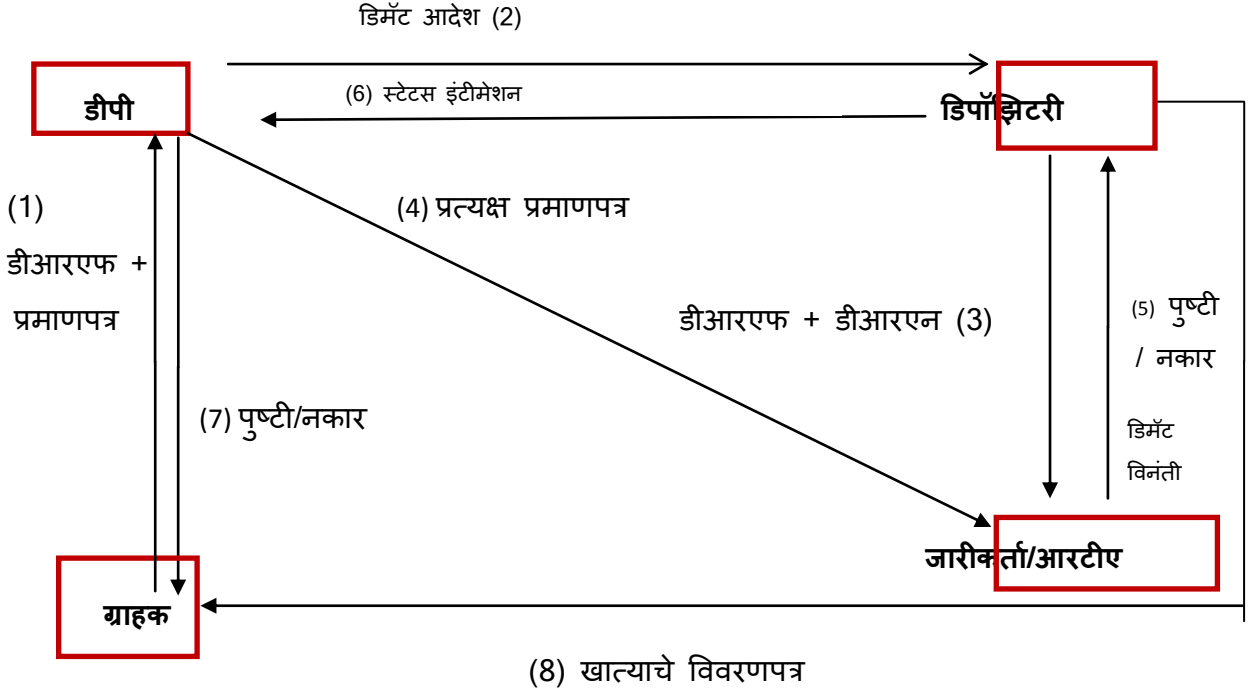 डिमॅट आदेश (2)
(6) स्टेटस इंटीमेशन
डीपी
डिपॉझिटरी
(1)
डीआरएफ +
प्रमाणपत्र
(4) प्रत्यक्ष प्रमाणपत्र
डीआरएफ + डीआरएन (3)
(5) पुष्टी
/ नकार
डिमॅट
विनंती
(7) पुष्टी/नकार
जारीकर्ता/आरटीए
ग्राहक
(8) खात्याचे विवरणपत्र